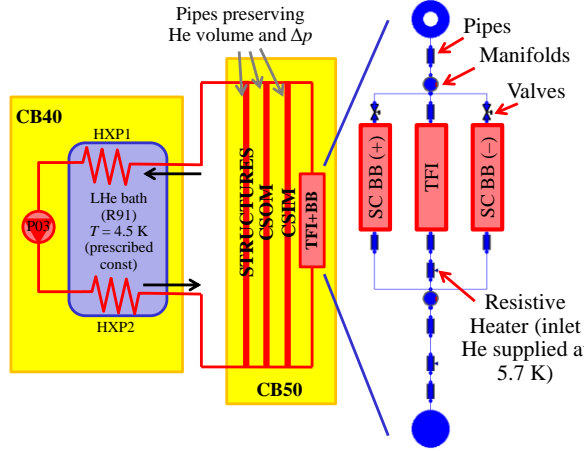 Pipes preserving
He volume and Δp
CB40
HXP1
LHe bath
(R91)
T = 4.5 K
(prescribed
const)
P03
HXP2
STRUCTURES
CSOM
CSIM
TFI+BB
CB50
Pipes
Manifolds
Valves
SC BB (+)
TFI
SC BB (–)
Resistive
Heater (inlet
He supplied at
5.7 K)